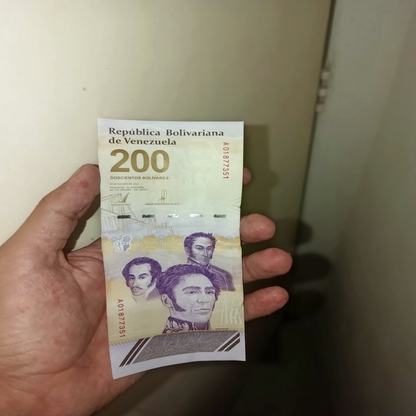 República Bolivariana
de Venezuela
200
DOSCIENTOS BOLÍVARES
A01877351
A01877351